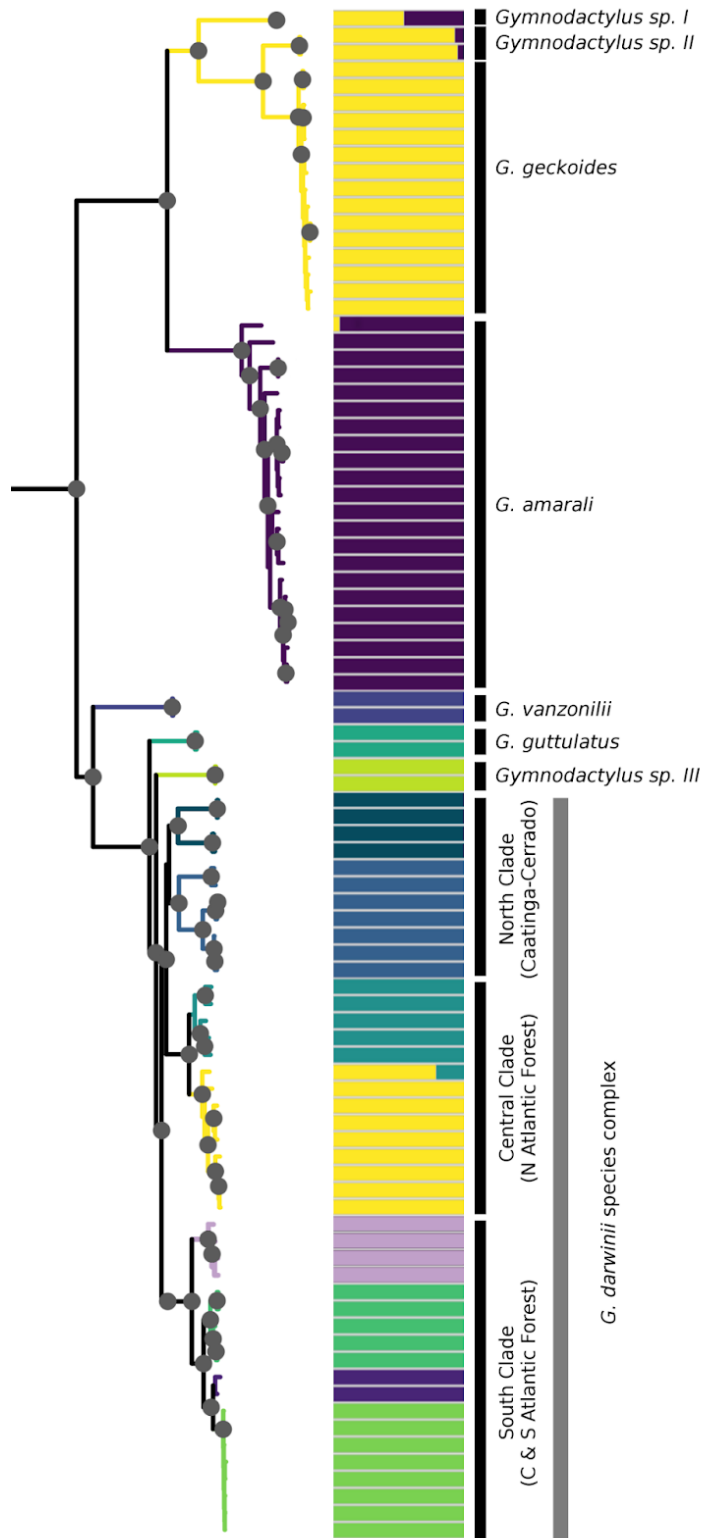 Gymnodactylus sp. I
Gymnodactylus sp. II
G. geckoides
G. amarali
G. vanzonilii
G. guttulatus
Gymnodactylus sp. III
North Clade
(Caatinga-Cerrado)
Central Clade
(N Atlantic Forest)
South Clade
(C & S Atlantic Forest)
G. darwinii species complex